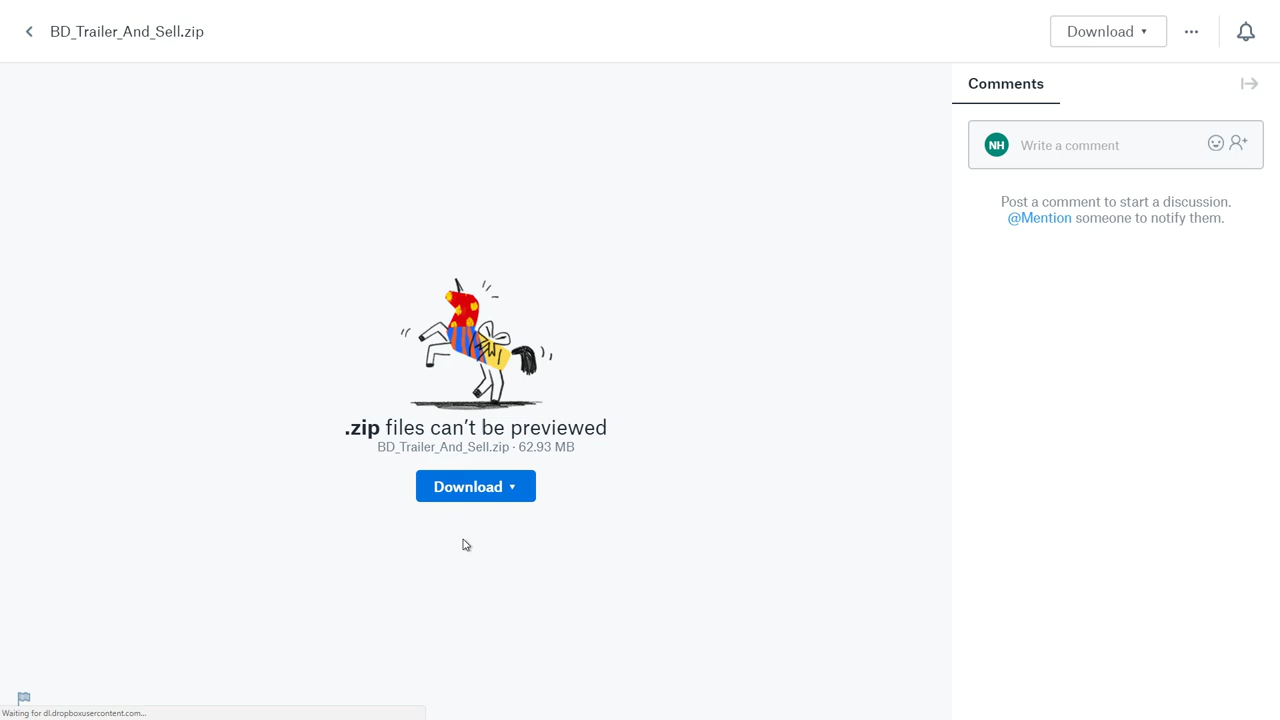 BD_Trailer_And_Sell.zip
Download
Comments
NH
Write a comment
Post a comment to start a discussion.
@Mention someone to notify them.
.zip files can’t be previewed
BD_Trailer_And_Sell.zip · 62.93 MB
Download
Waiting for dl.dropboxusercontent.com...